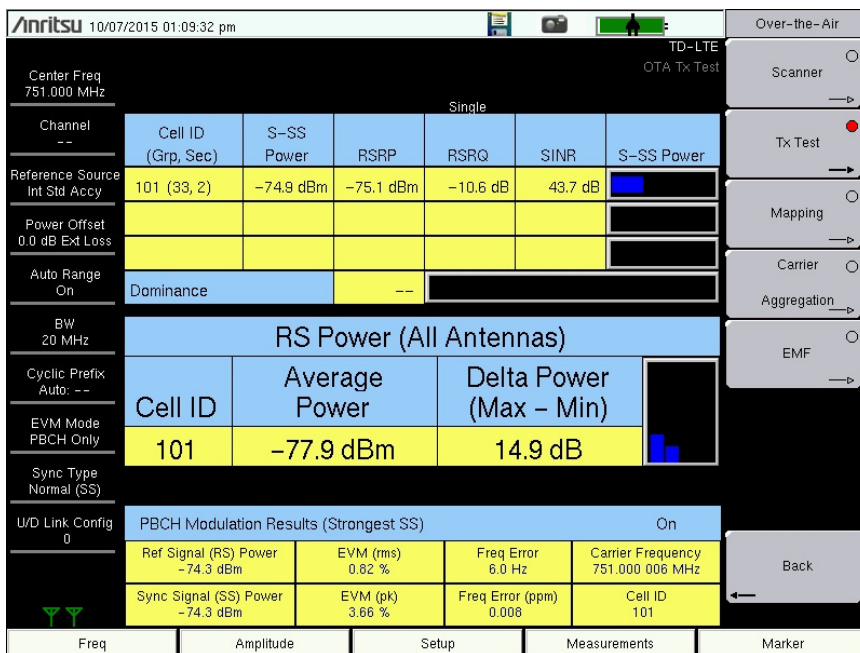 /Inritsu 10/07/2015 01:09:32 pm
Over-the-Air
TD-LTE
OTA Tx Test
Center Freq
751.000 MHz
Channel
--
Reference Source
Int Std Accy
Power Offset
0.0 dB Ext Loss
Auto Range
On
BW
20 MHz
Cyclic Prefix
Auto: --
EVM Mode
PBCH Only
Sync Type
Normal (SS)
U/D Link Config
0
Single
Cell ID
(Grp, Sec)
S-SS
Power
RSRP
RSRQ
SINR
S-SS Power
101 (33, 2) -74.9 dBm -75.1 dBm -10.6 dB 43.7 dB
Dominance --
RS Power (All Antennas)
Cell ID
Average
Power
Delta Power
(Max - Min)
101 -77.9 dBm 14.9 dB
PBCH Modulation Results (Strongest SS) On
Ref Signal (RS) Power
-74.3 dBm
EVM (rms)
0.82 %
Freq Error
6.0 Hz
Carrier Frequency
751.000 006 MHz
Sync Signal (SS) Power
-74.3 dBm
EVM (pk)
3.66 %
Freq Error (ppm)
0.008
Cell ID
101
Scanner
Tx Test
Mapping
Carrier
Aggregation
EMF
Back
Freq Amplitude Setup Measurements Marker